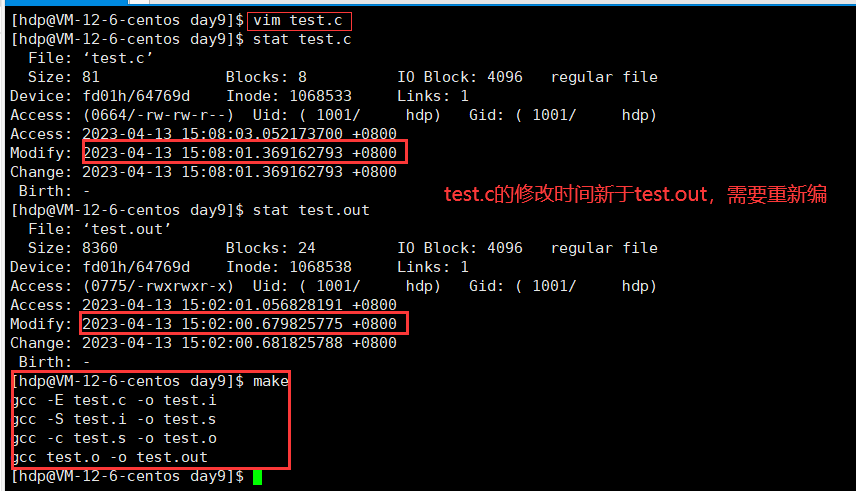 [hdp@VM-12-6-centos day9]$ vim test.c
[hdp@VM-12-6-centos day9]$ stat test.c
  File: ‘test.c’
  Size: 81              Blocks: 8          IO Block: 4096   regular file
Device: fd01h/64769d    Inode: 1068533     Links: 1
Access: (0664/-rw-rw-r--)  Uid: ( 1001/     hdp)   Gid: ( 1001/     hdp)
Access: 2023-04-13 15:08:03.052173700 +0800
Modify: 2023-04-13 15:08:01.369162793 +0800
Change: 2023-04-13 15:08:01.369162793 +0800
 Birth: -
test.c的修改时间新于test.out，需要重新编
[hdp@VM-12-6-centos day9]$ stat test.out
  File: ‘test.out’
  Size: 8360            Blocks: 24         IO Block: 4096   regular file
Device: fd01h/64769d    Inode: 1068538     Links: 1
Access: (0775/-rwxrwxr-x)  Uid: ( 1001/     hdp)   Gid: ( 1001/     hdp)
Access: 2023-04-13 15:02:01.056828191 +0800
Modify: 2023-04-13 15:02:00.679825775 +0800
Change: 2023-04-13 15:02:00.681825788 +0800
 Birth: -
[hdp@VM-12-6-centos day9]$ make
gcc -E test.c -o test.i
gcc -S test.i -o test.s
gcc -c test.s -o test.o
gcc test.o -o test.out
[hdp@VM-12-6-centos day9]$